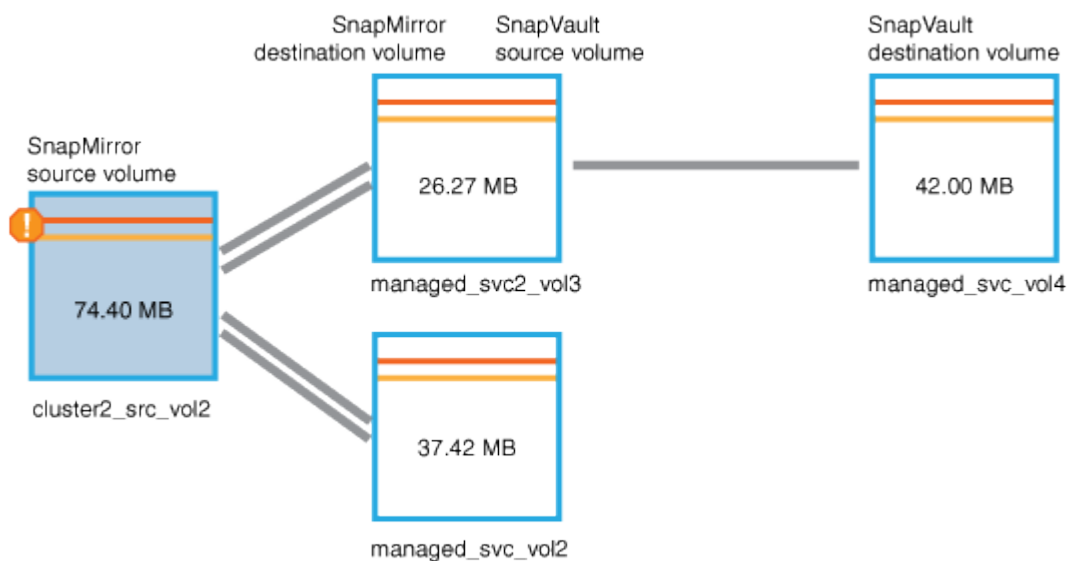 SnapMirror
destination volume
SnapVault
source volume
SnapVault
destination volume
SnapMirror
source volume
!
74.40 MB
cluster2_src_vol2
26.27 MB
managed_svc2_vol3
42.00 MB
managed_svc_vol4
37.42 MB
managed_svc_vol2